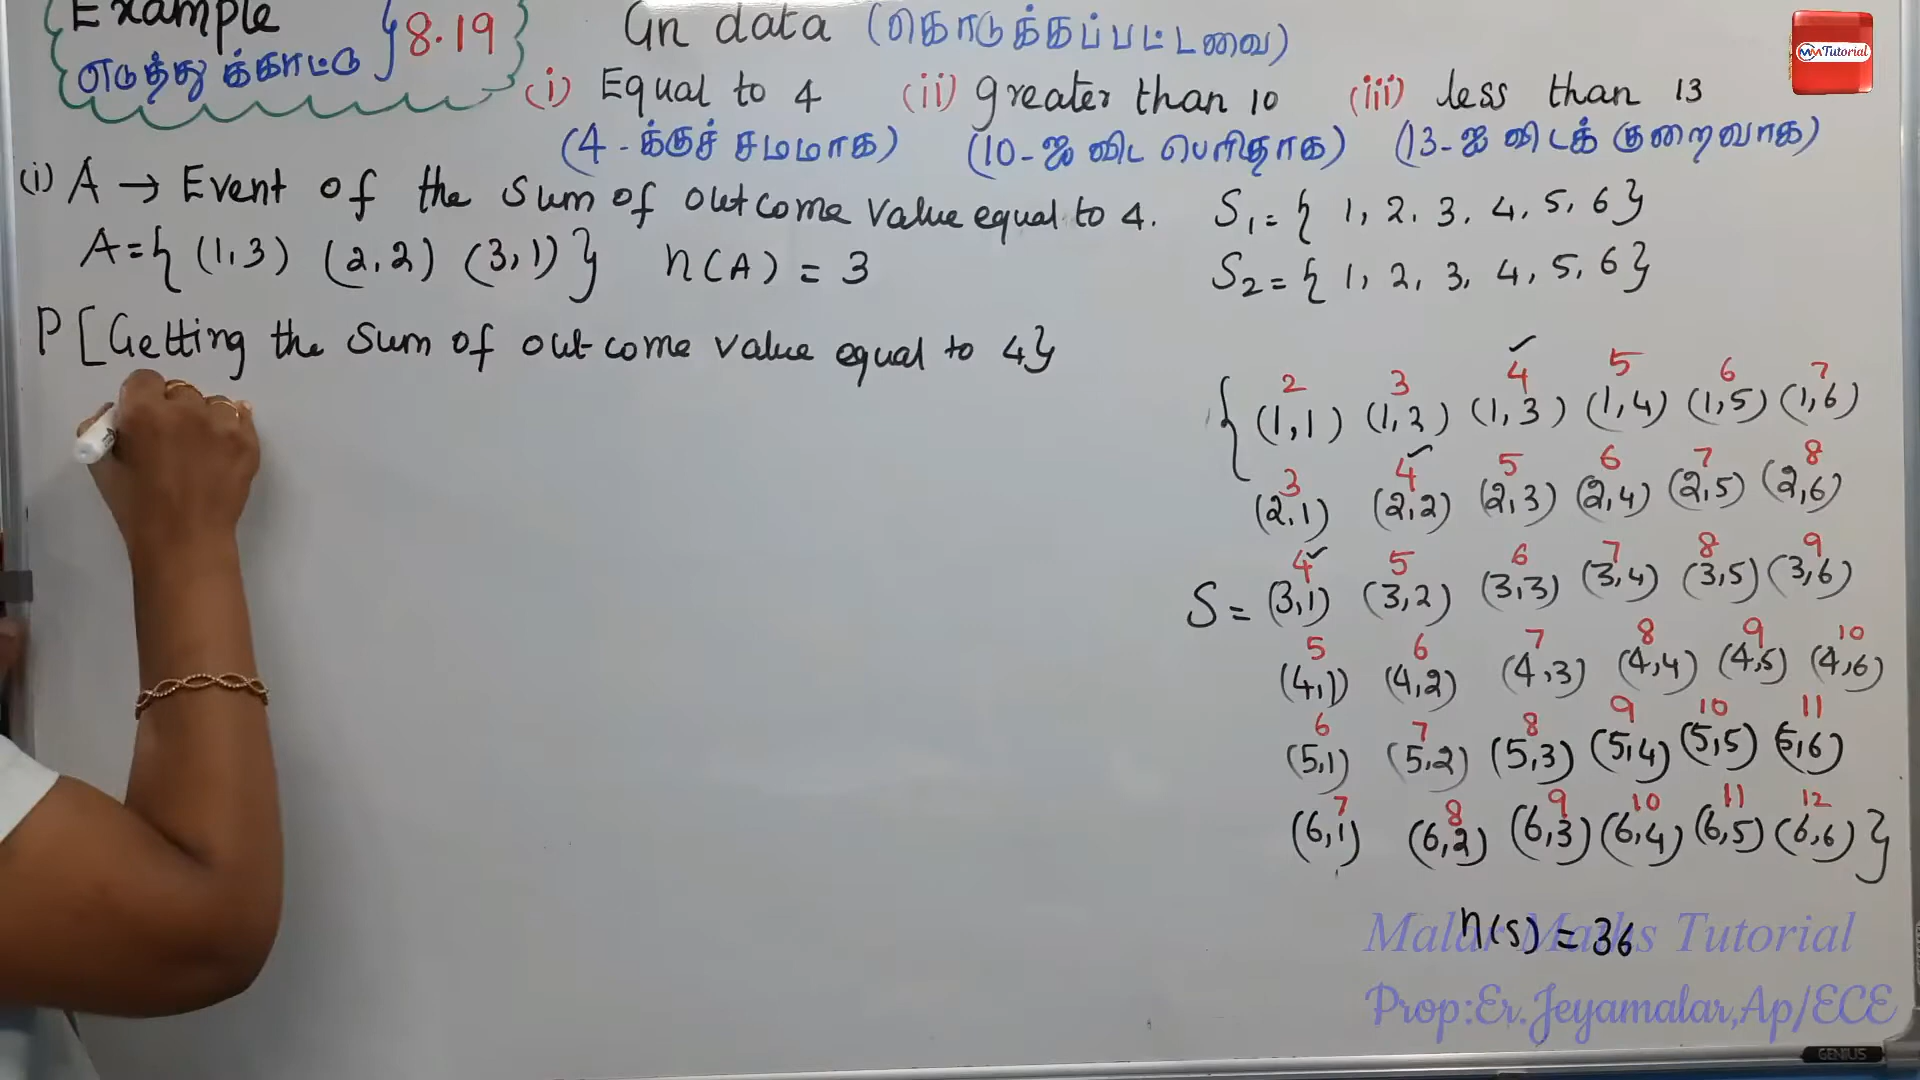 Example
எடுத்துக்காட்டு } 8.19
Gn data (கொடுக்கப்பட்டவை)
(i) Equal to 4 (ii) greater than 10 (iii) less than 13
(4-க்குச் சமமாக) (10-ஐ விட பெரிதாக) (13-ஐ விடக் குறைவாக)
(i) A → Event of the Sum of outcome value equal to 4.
A = { (1,3) (2,2) (3,1) } n(A) = 3
P [Getting the Sum of outcome value equal to 4}
S₁ = { 1, 2, 3, 4, 5, 6 }
S₂ = { 1, 2, 3, 4, 5, 6 }
2 3 4 ✓ 5 6 7
{ (1,1) (1,2) (1,3) (1,4) (1,5) (1,6)
3 4 ✓ 5 6 7 8
(2,1) (2,2) (2,3) (2,4) (2,5) (2,6)
4 ✓ 5 6 7 8 9
S = (3,1) (3,2) (3,3) (3,4) (3,5) (3,6)
5 6 7 8 9 10
(4,1) (4,2) (4,3) (4,4) (4,5) (4,6)
6 7 8 9 10 11
(5,1) (5,2) (5,3) (5,4) (5,5) (5,6)
7 8 9 10 11 12
(6,1) (6,2) (6,3) (6,4) (6,5) (6,6) }
n(S) = 36
MM Tutorial
Malar Maths Tutorial
Prop:Er.Jeyamalar,Ap/ECE
GENIUS